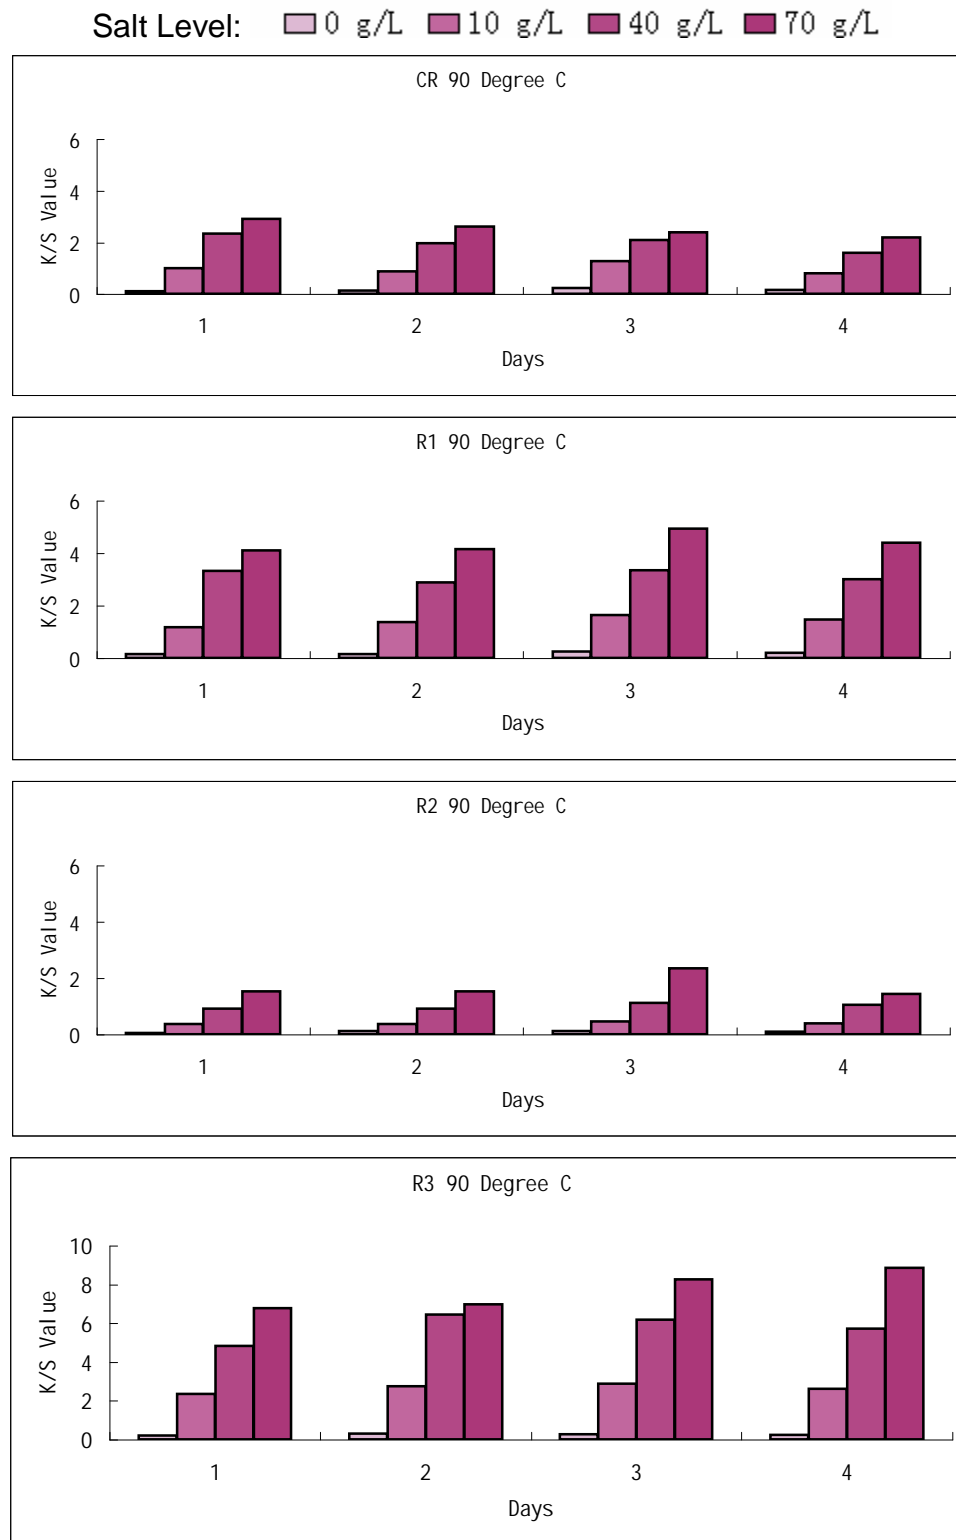 Salt Level: 0 g/L 10 g/L 40 g/L 70 g/L
CR 90 Degree C
K/S Value
6
4
2
0
1 2 3 4
Days
R1 90 Degree C
K/S Value
6
4
2
0
1 2 3 4
Days
R2 90 Degree C
K/S Value
6
4
2
0
1 2 3 4
Days
R3 90 Degree C
K/S Value
10
8
6
4
2
0
1 2 3 4
Days